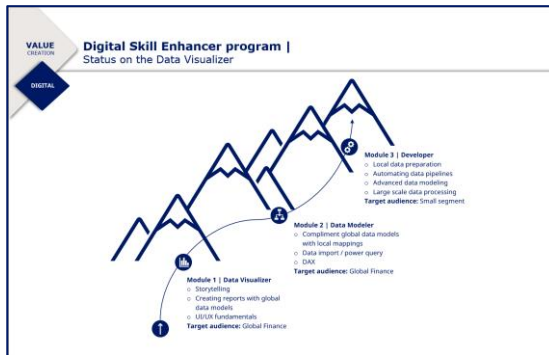 VALUE
CREATION
DIGITAL
Digital Skill Enhancer program |
Status on the Data Visualizer
Module 3 | Developer
o Local data preparation
o Automating data pipelines
o Advanced data modeling
o Large scale data processing
Target audience: Small segment
Module 2 | Data Modeler
o Compliment global data models
with local mappings
o Data import / power query
o DAX
Target audience: Global Finance
Module 1 | Data Visualizer
o Storytelling
o Creating reports with global
data models
o UI/UX fundamentals
Target audience: Global Finance